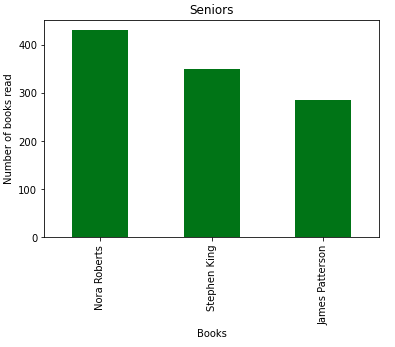 Seniors
Number of books read
400
300
200
100
0
Nora Roberts
Stephen King
James Patterson
Books